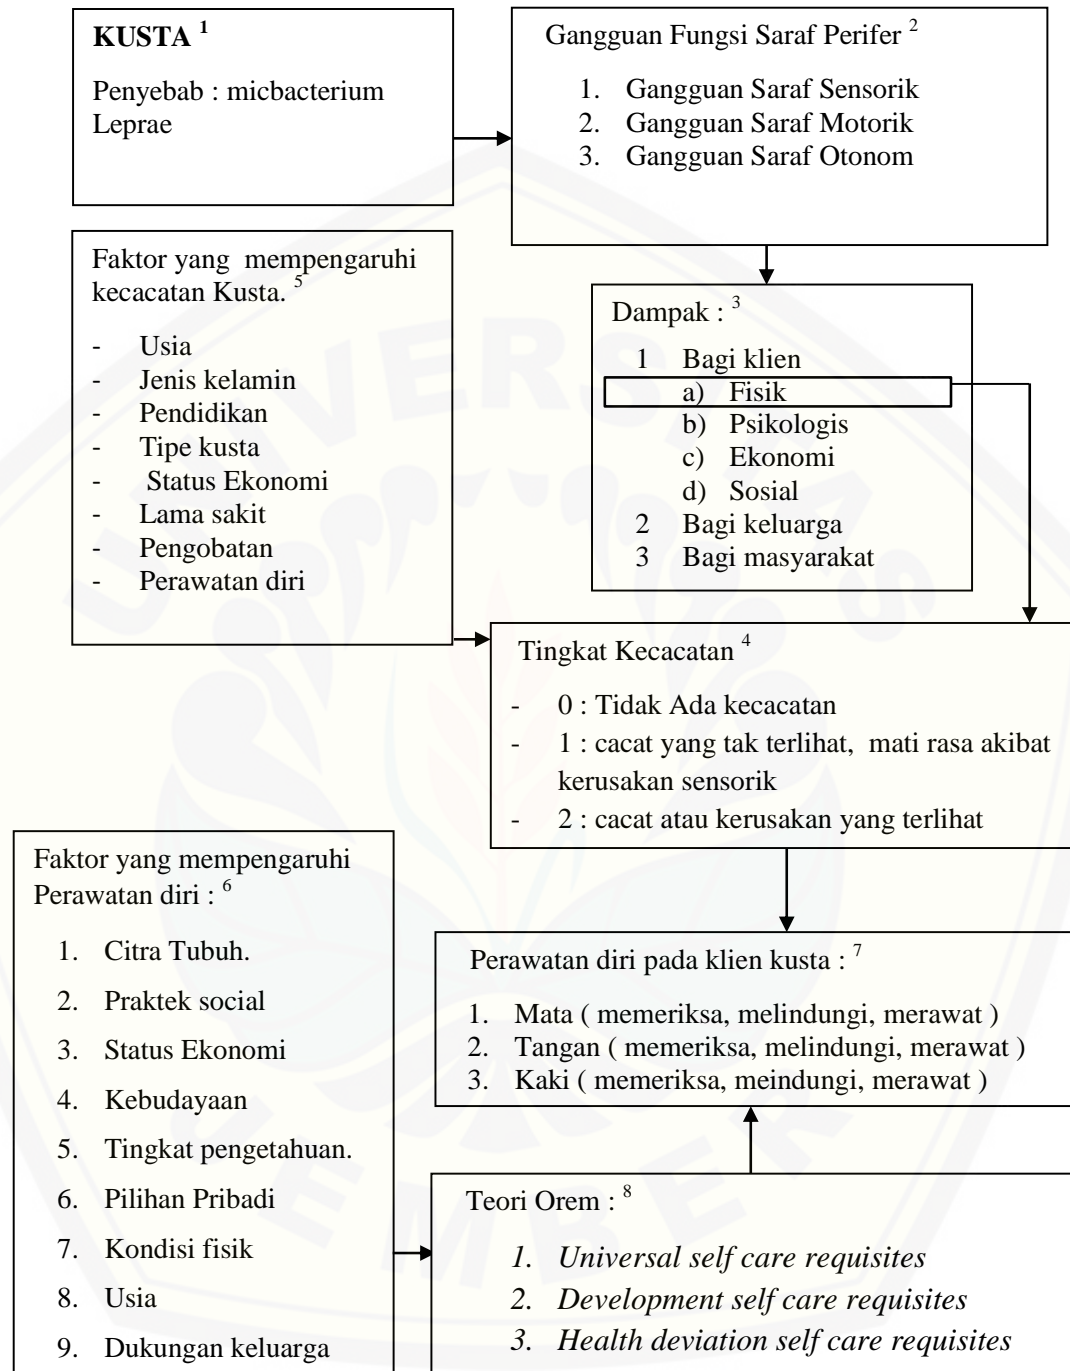 KUSTA 1
Penyebab : micbacterium
Leprae
Gangguan Fungsi Saraf Perifer 2
1. Gangguan Saraf Sensorik
2. Gangguan Saraf Motorik
3. Gangguan Saraf Otonom
Faktor yang mempengaruhi
kecacatan Kusta. 5
- Usia
- Jenis kelamin
- Pendidikan
- Tipe kusta
- Status Ekonomi
- Lama sakit
- Pengobatan
- Perawatan diri
Dampak : 3
1 Bagi klien
a) Fisik
b) Psikologis
c) Ekonomi
d) Sosial
2 Bagi keluarga
3 Bagi masyarakat
Tingkat Kecacatan 4
- 0 : Tidak Ada kecacatan
- 1 : cacat yang tak terlihat, mati rasa akibat
kerusakan sensorik
- 2 : cacat atau kerusakan yang terlihat
Faktor yang mempengaruhi
Perawatan diri : 6
1. Citra Tubuh.
2. Praktek social
3. Status Ekonomi
4. Kebudayaan
5. Tingkat pengetahuan.
6. Pilihan Pribadi
7. Kondisi fisik
8. Usia
9. Dukungan keluarga
Perawatan diri pada klien kusta : 7
1. Mata ( memeriksa, melindungi, merawat )
2. Tangan ( memeriksa, melindungi, merawat )
3. Kaki ( memeriksa, meindungi, merawat )
Teori Orem : 8
1. Universal self care requisites
2. Development self care requisites
3. Health deviation self care requisites
UNIVERSITAS
JEMBER